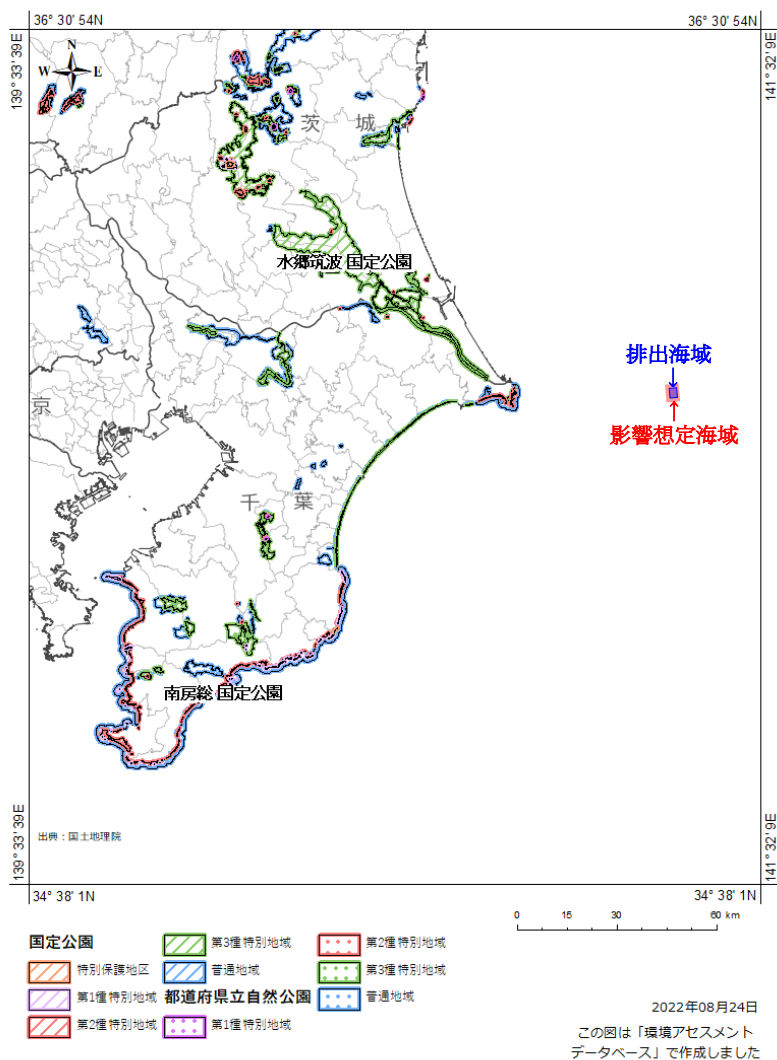 36° 30' 54N
36° 30' 54N
139° 33' 39E
141° 32' 9E
N
W
E
茨 城
水郷筑波 国定公園
排出海域
京
影響想定海域
千 葉
南房総 国定公園
139° 33' 39E
141° 32' 9E
出典：国土地理院
34° 38' 1N
34° 38' 1N
0 15 30 60 km
国定公園
特別保護地区
第1種特別地域
第2種特別地域
第3種特別地域
普通地域
都道府県立自然公園
第1種特別地域
第2種特別地域
第3種特別地域
普通地域
2022年08月24日
この図は「環境アセスメント
データベース」で作成しました